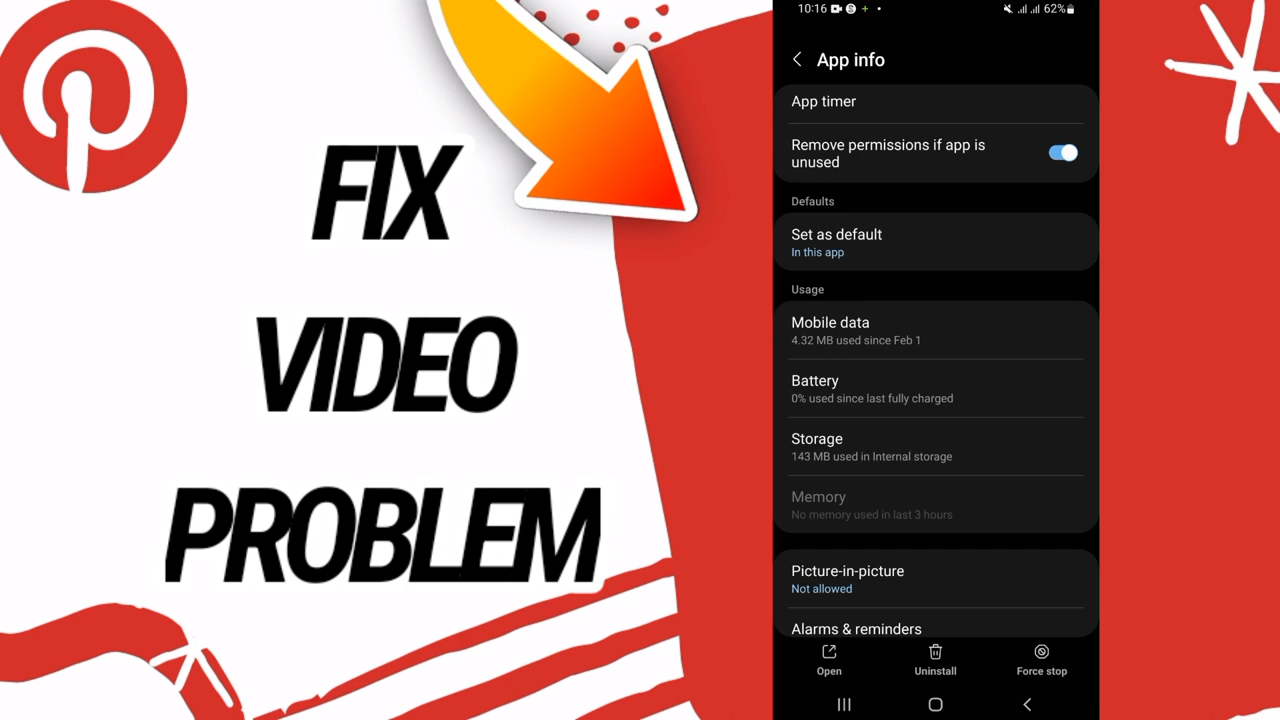 FIX
VIDEO
PROBLEM
10:16
62%
App info
App timer
Remove permissions if app is
unused
Defaults
Set as default
In this app
Usage
Mobile data
4.32 MB used since Feb 1
Battery
0% used since last fully charged
Storage
143 MB used in Internal storage
Memory
No memory used in last 3 hours
Picture-in-picture
Not allowed
Alarms & reminders
Open
Uninstall
Force stop